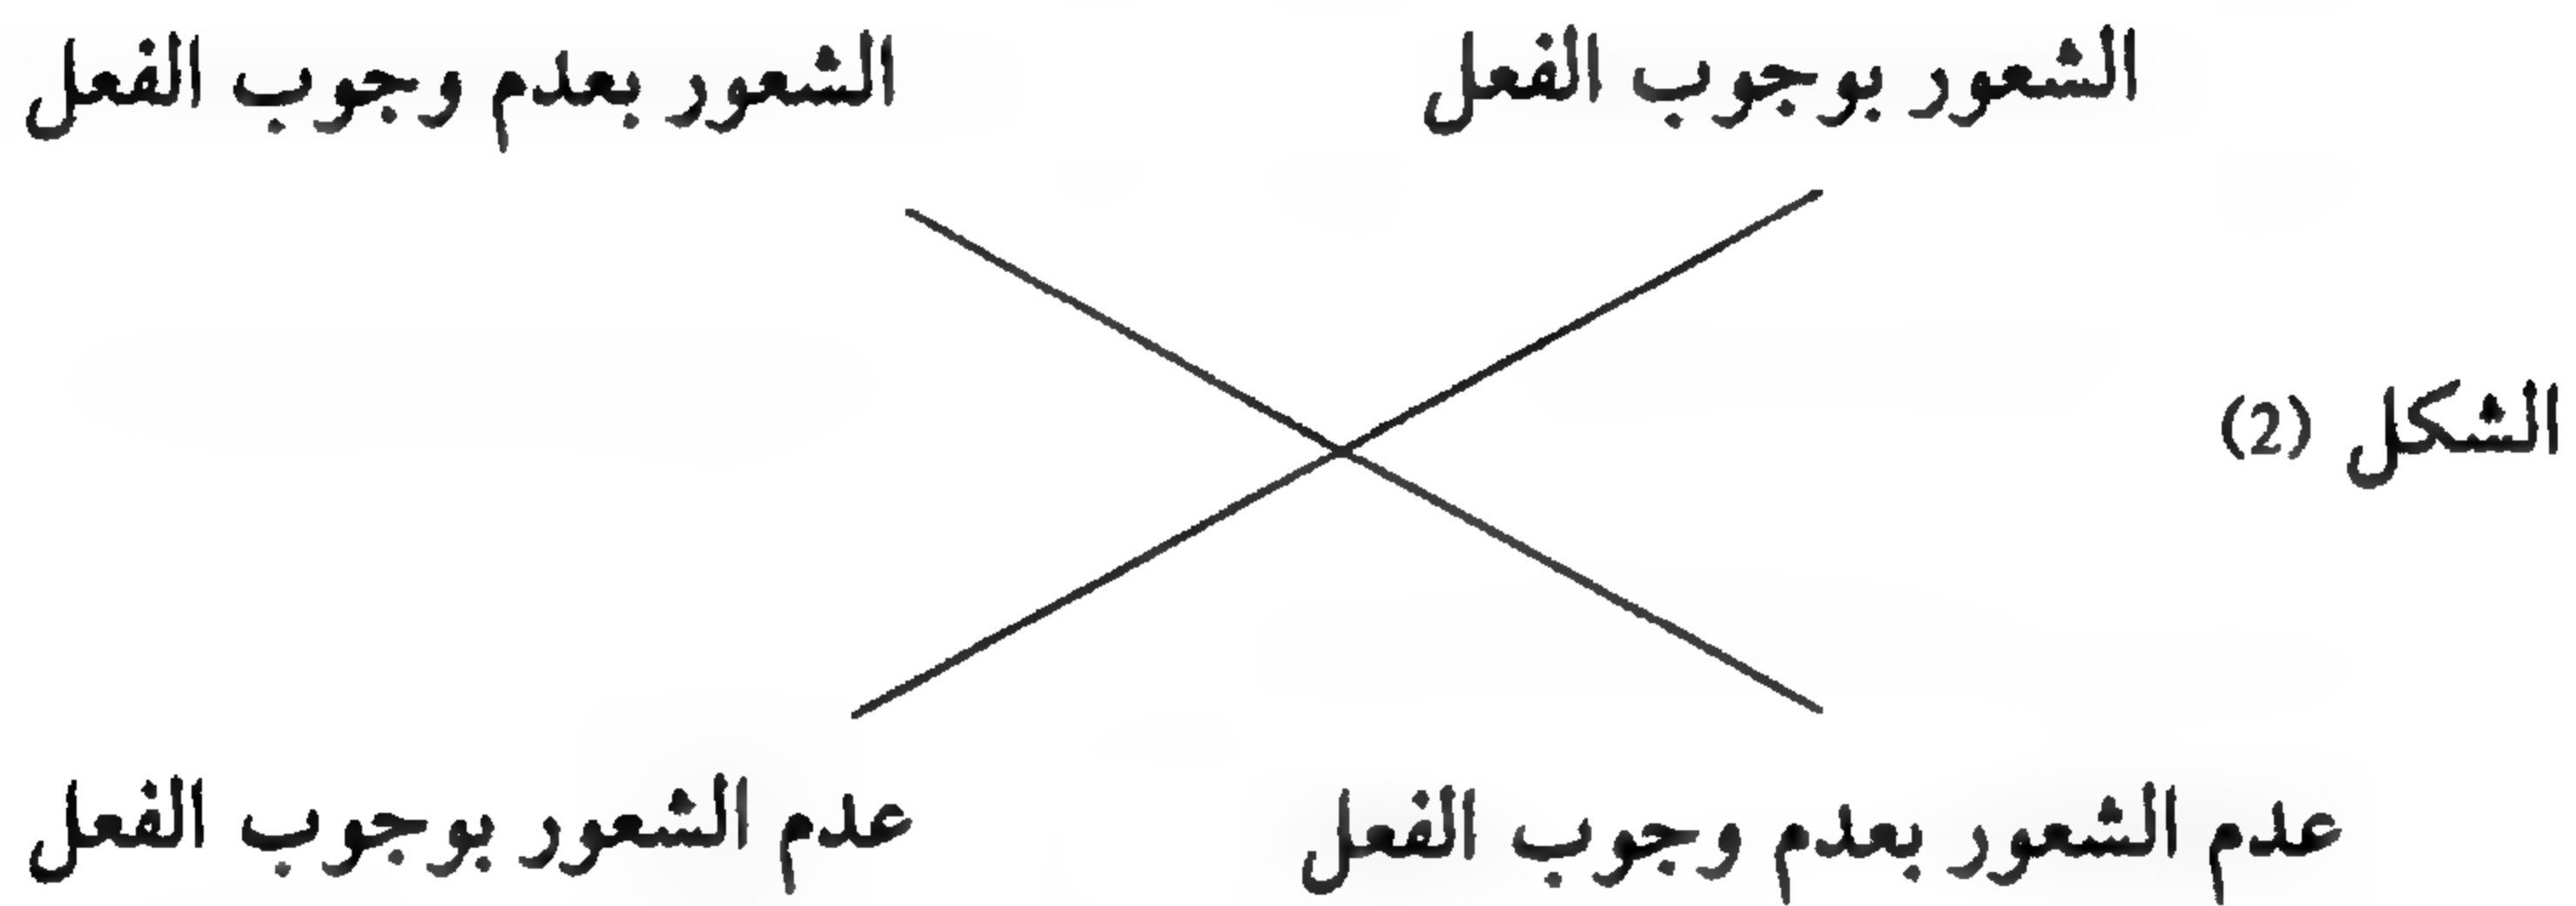 الشعور بوجوب الفعل
الشعور بعدم وجوب الفعل
الشكل (2)
عدم الشعور بعدم وجوب الفعل
عدم الشعور بوجوب الفعل